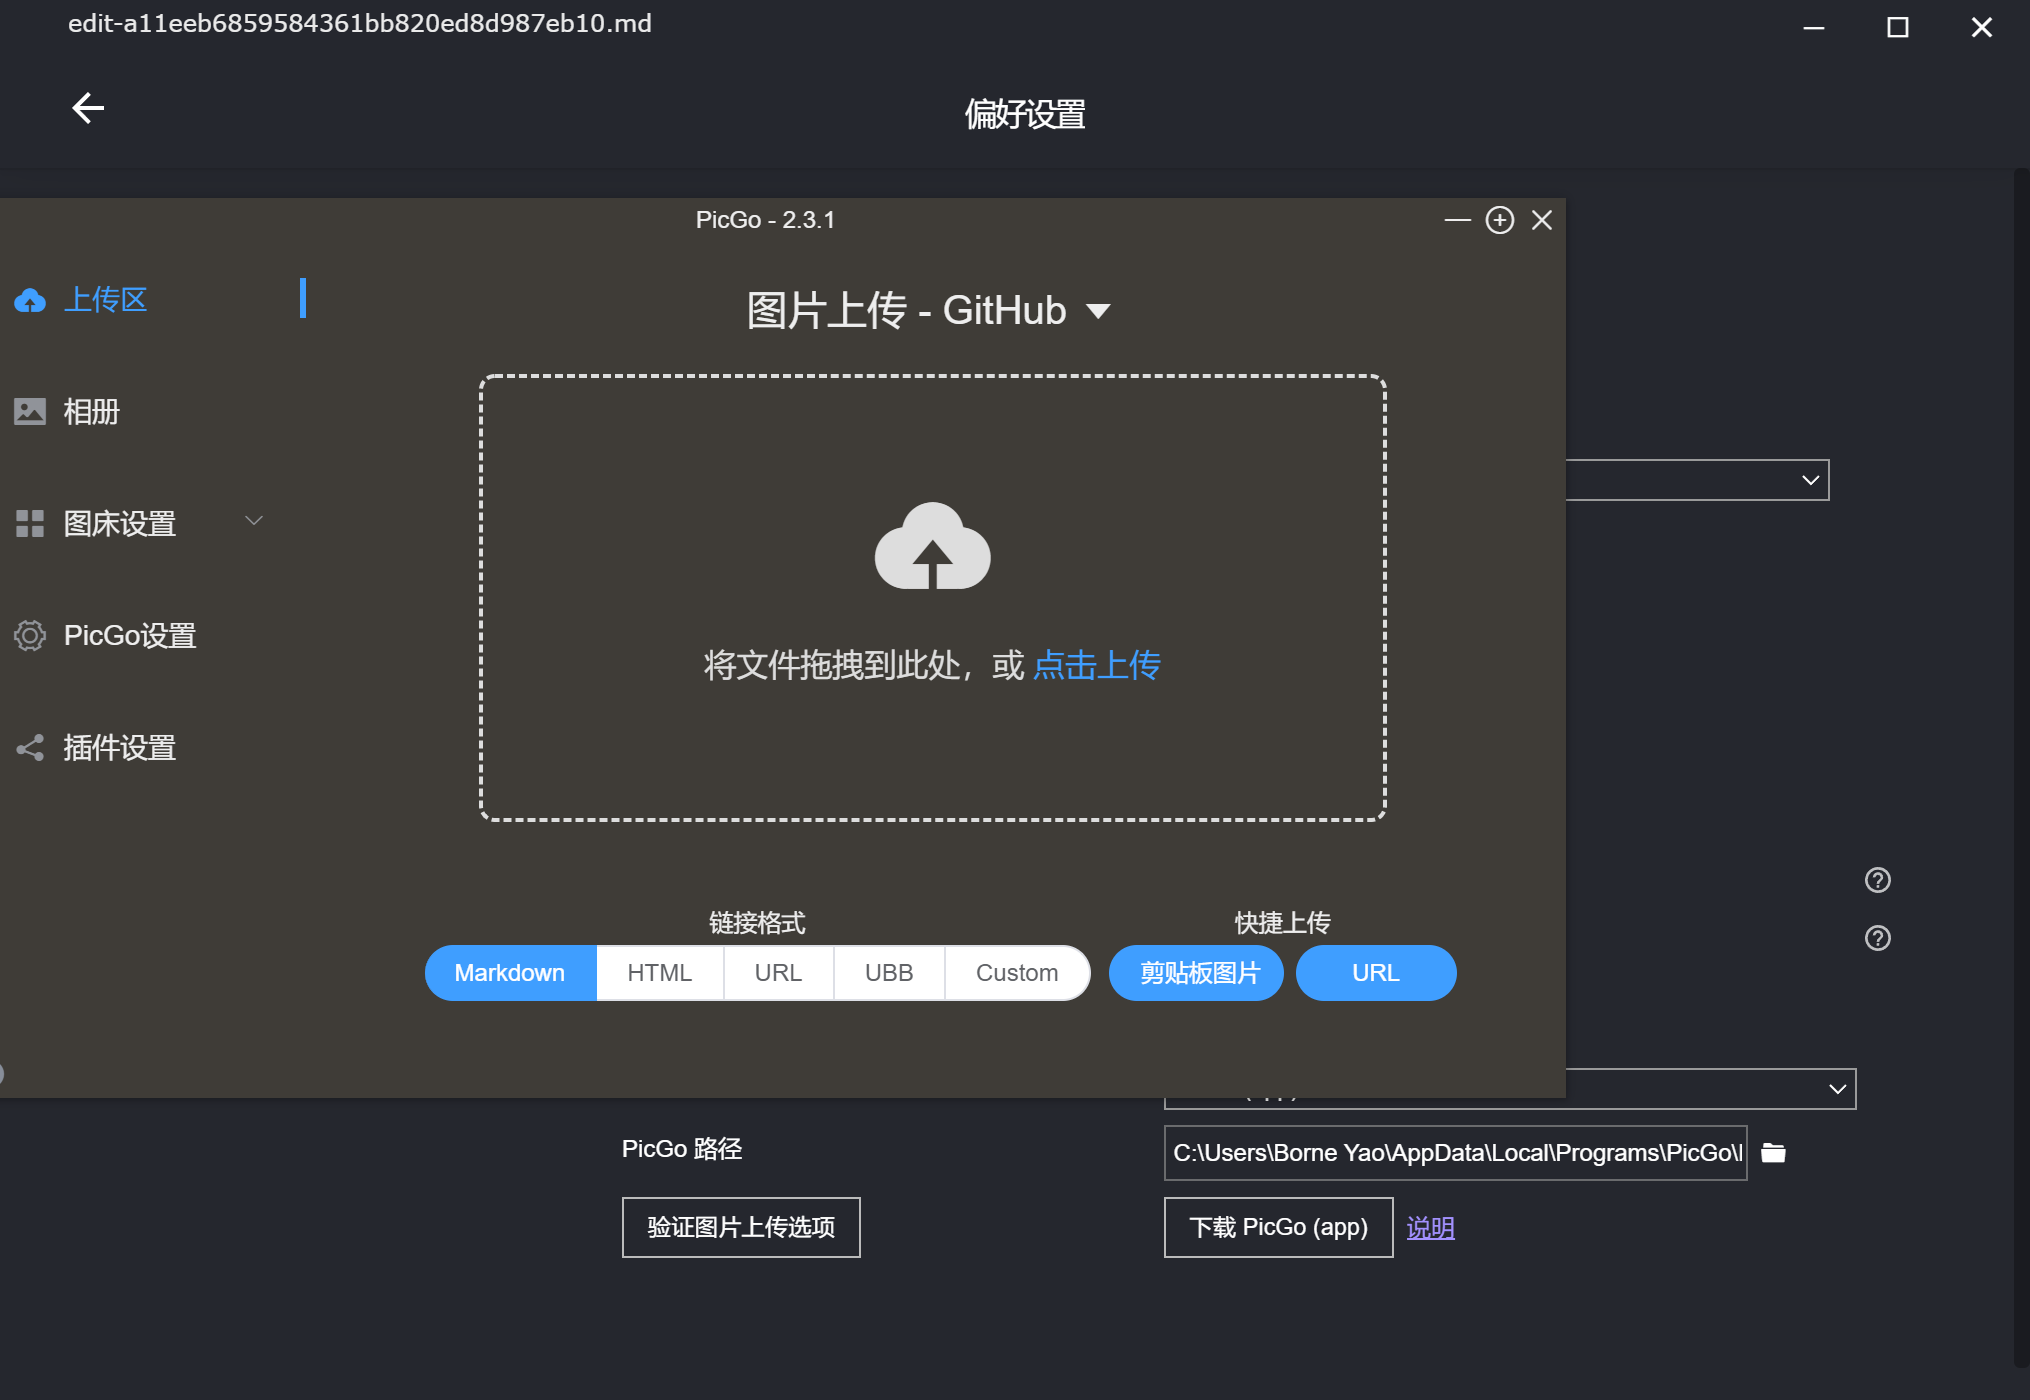 edit-a11eeb6859584361bb820ed8d987eb10.md
偏好设置
PicGo - 2.3.1
上传区
相册
图床设置
PicGo设置
插件设置
图片上传 - GitHub
将文件拖拽到此处，或 点击上传
链接格式
快捷上传
Markdown HTML URL UBB Custom 剪贴板图片 URL
PicGo 路径
C:\Users\Borne Yao\AppData\Local\Programs\PicGo\
验证图片上传选项
下载 PicGo (app) 说明